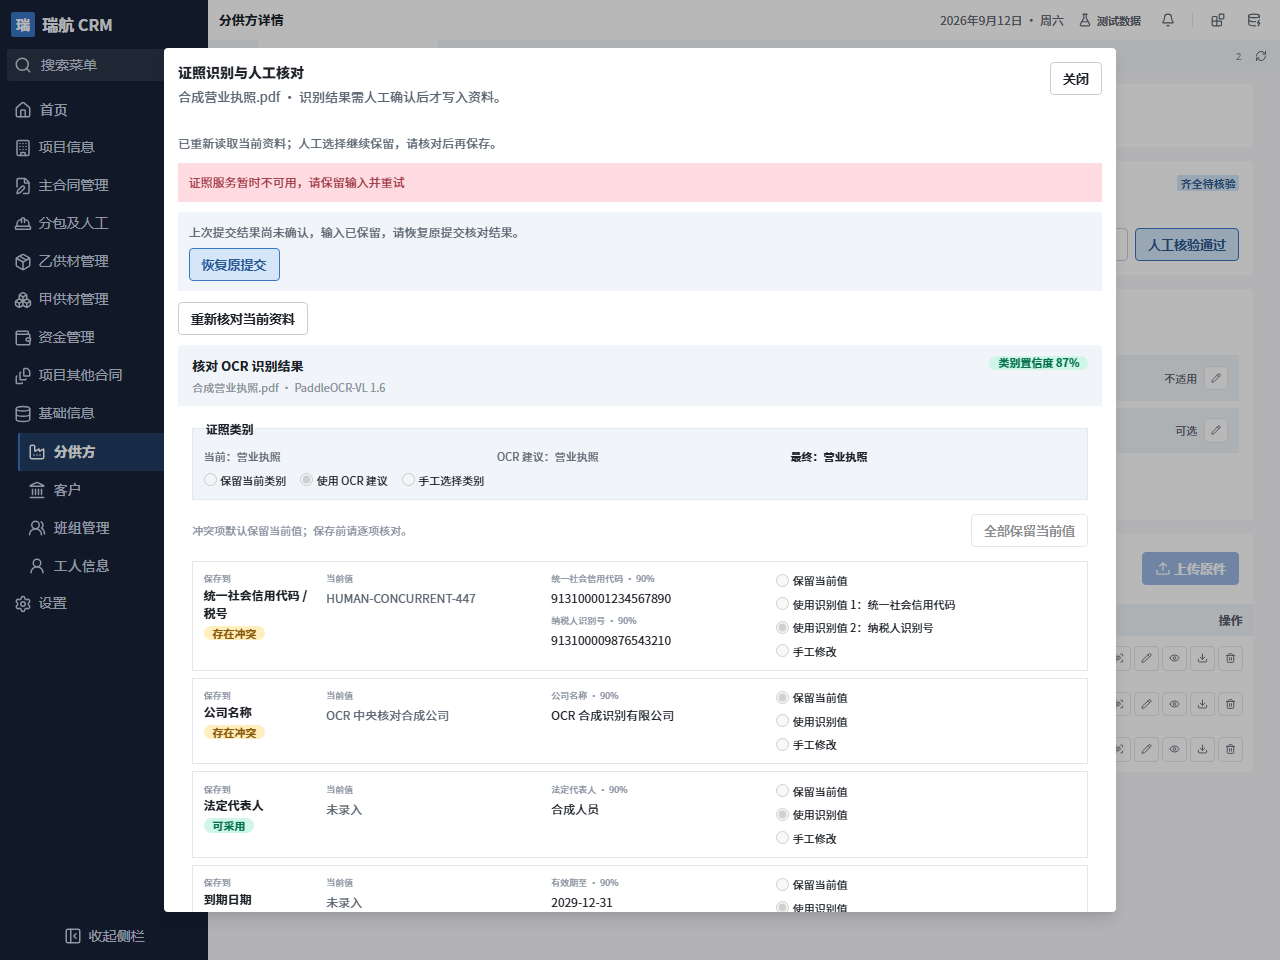 瑞 瑞航 CRM
搜索菜单
首页
项目信息
主合同管理
分包及人工
乙供材管理
甲供材管理
资金管理
项目其他合同
基础信息
分供方
客户
班组管理
工人信息
设置
收起侧栏
分供方详情
2026年9月12日 · 周六 测试数据
2
证照识别与人工核对
合成营业执照.pdf · 识别结果需人工确认后才写入资料。
关闭
已重新读取当前资料；人工选择继续保留，请核对后再保存。
证照服务暂时不可用，请保留输入并重试
上次提交结果尚未确认，输入已保留，请恢复原提交核对结果。
恢复原提交
重新核对当前资料
核对 OCR 识别结果
合成营业执照.pdf · PaddleOCR-VL 1.6
类别置信度 87%
证照类别
当前：营业执照 OCR 建议：营业执照 最终：营业执照
保留当前类别 使用 OCR 建议 手工选择类别
冲突项默认保留当前值；保存前请逐项核对。
全部保留当前值
保存到
统一社会信用代码 /
税号
存在冲突
当前值
HUMAN-CONCURRENT-447
统一社会信用代码 · 90%
913100001234567890
纳税人识别号 · 90%
913100009876543210
保留当前值
使用识别值 1：统一社会信用代码
使用识别值 2：纳税人识别号
手工修改
保存到
公司名称
存在冲突
当前值
OCR 中央核对合成公司
公司名称 · 90%
OCR 合成识别有限公司
保留当前值
使用识别值
手工修改
保存到
法定代表人
可采用
当前值
未录入
法定代表人 · 90%
合成人员
保留当前值
使用识别值
手工修改
保存到
到期日期
当前值
未录入
有效期至 · 90%
2029-12-31
保留当前值
使用识别值
齐全待核验
人工核验通过
不适用
可选
上传原件
操作